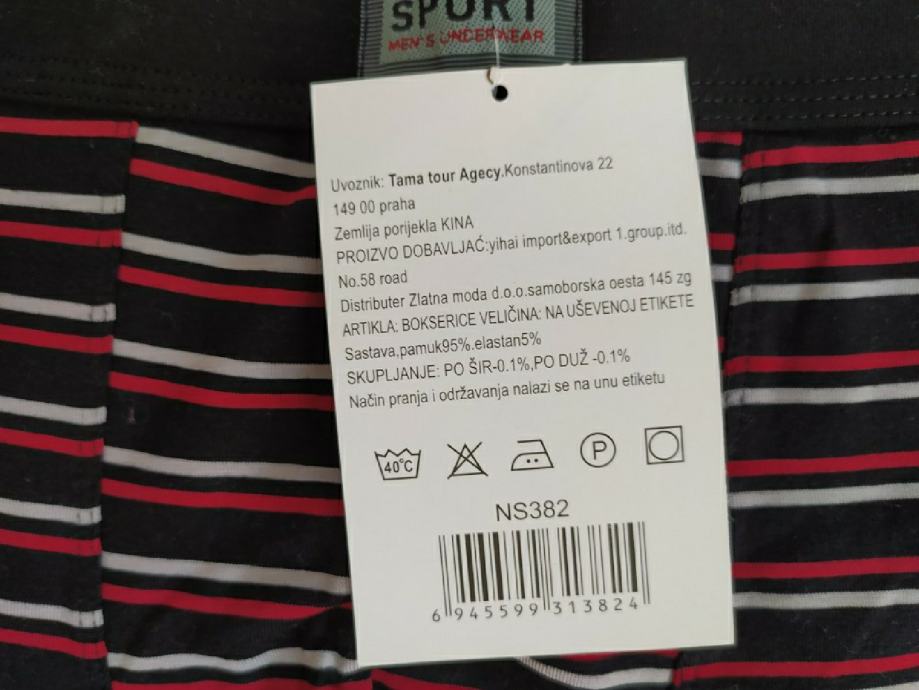 SPORT
MEN'S UNDERWEAR
Uvoznik: Tama tour Agecy.Konstantinova 22
149 00 praha
Zemlija porijekla KINA
PROIZVO DOBAVLJAĆ:yihai import&export 1.group.itd.
No.58 road
Distributer Zlatna moda d.o.o.samoborska oesta 145 zg
ARTIKLA: BOKSERICE VELIČINA: NA UŠEVENOJ ETIKETE
Sastava,pamuk95%.elastan5%
SKUPLJANJE: PO ŠIR-0.1%,PO DUŽ -0.1%
Način pranja i održavanja nalazi se na unu etiketu
40°C
P
NS382
6 945599 313824